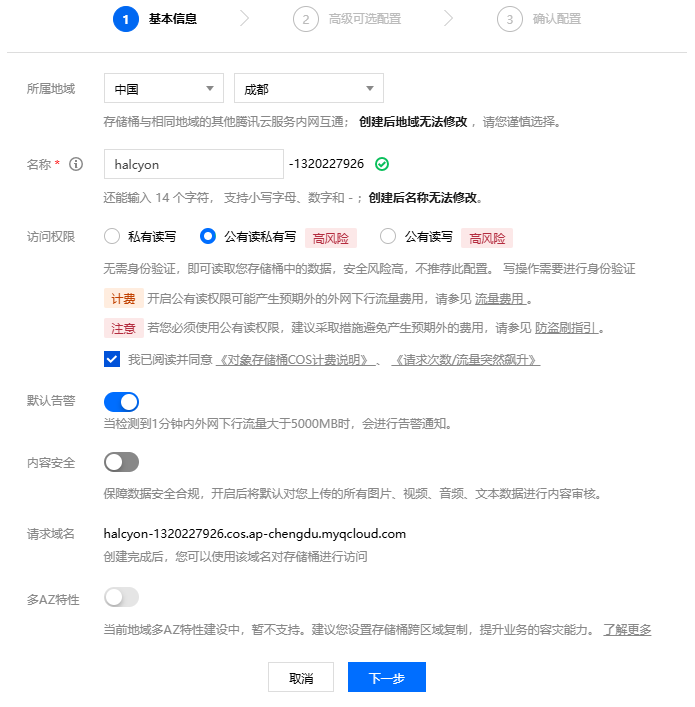 1 基本信息 2 高级可选配置 3 确认配置
所属地域 中国 成都
存储桶与相同地域的其他腾讯云服务内网互通； 创建后地域无法修改 ，请您谨慎选择。
名称 * halcyon -1320227926
还能输入 14 个字符， 支持小写字母、数字和 - ；创建后名称无法修改。
访问权限 私有读写 公有读私有写 高风险 公有读写 高风险
无需身份验证，即可读取您存储桶中的数据，安全风险高，不推荐此配置。 写操作需要进行身份验证
计费 开启公有读权限可能产生预期外的外网下行流量费用，请参见 流量费用 。
注意 若您必须使用公有读权限，建议采取措施避免产生预期外的费用，请参见 防盗刷指引 。
我已阅读并同意 《对象存储桶COS计费说明》 、 《请求次数/流量突然飙升》
默认告警
当检测到1分钟内外网下行流量大于5000MB时，会进行告警通知。
内容安全
保障数据安全合规，开启后将默认对您上传的所有图片、视频、音频、文本数据进行内容审核。
请求域名 halcyon-1320227926.cos.ap-chengdu.myqcloud.com
创建完成后，您可以使用该域名对存储桶进行访问
多AZ特性
当前地域多AZ特性建设中，暂不支持。建议您设置存储桶跨区域复制，提升业务的容灾能力。 了解更多
取消 下一步